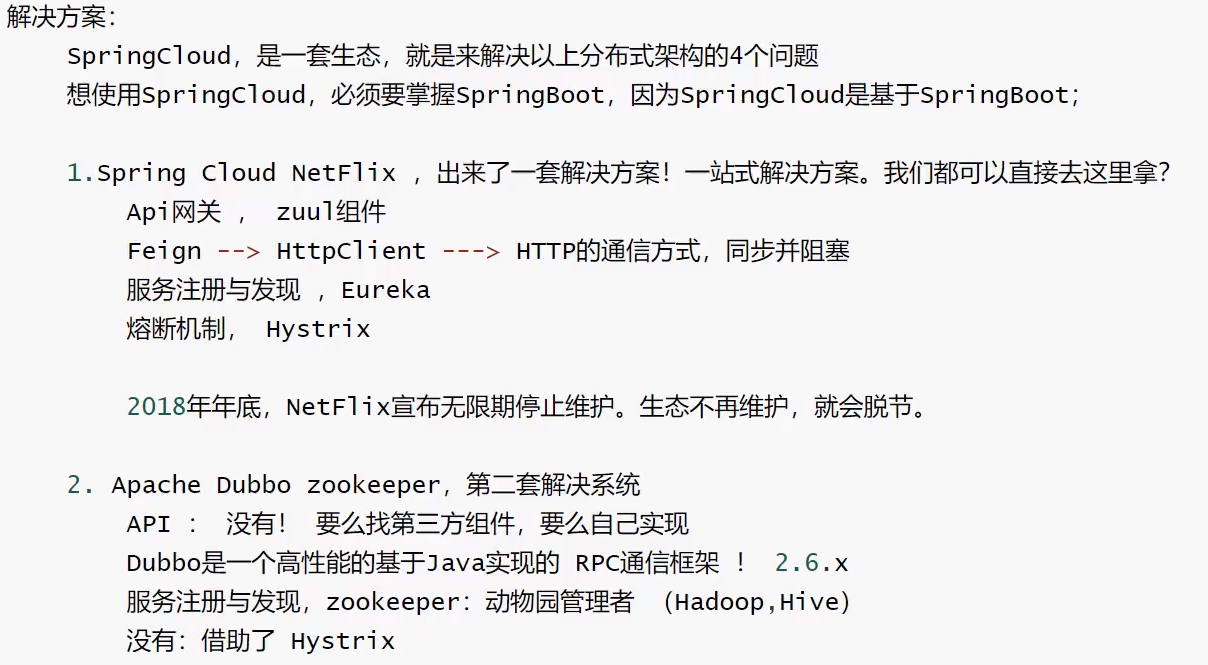 解决方案：
SpringCloud，是一套生态，就是来解决以上分布式架构的4个问题
想使用SpringCloud，必须要掌握SpringBoot，因为SpringCloud是基于SpringBoot；
1.Spring Cloud NetFlix ，出来了一套解决方案！一站式解决方案。我们都可以直接去这里拿？
Api网关 ， zuul组件
Feign --> HttpClient ---> HTTP的通信方式，同步并阻塞
服务注册与发现 ，Eureka
熔断机制， Hystrix
2018年年底，NetFlix宣布无限期停止维护。生态不再维护，就会脱节。
2. Apache Dubbo zookeeper，第二套解决系统
API ： 没有！ 要么找第三方组件，要么自己实现
Dubbo是一个高性能的基于Java实现的 RPC通信框架 ！ 2.6.x
服务注册与发现，zookeeper：动物园管理者 （Hadoop,Hive）
没有：借助了 Hystrix